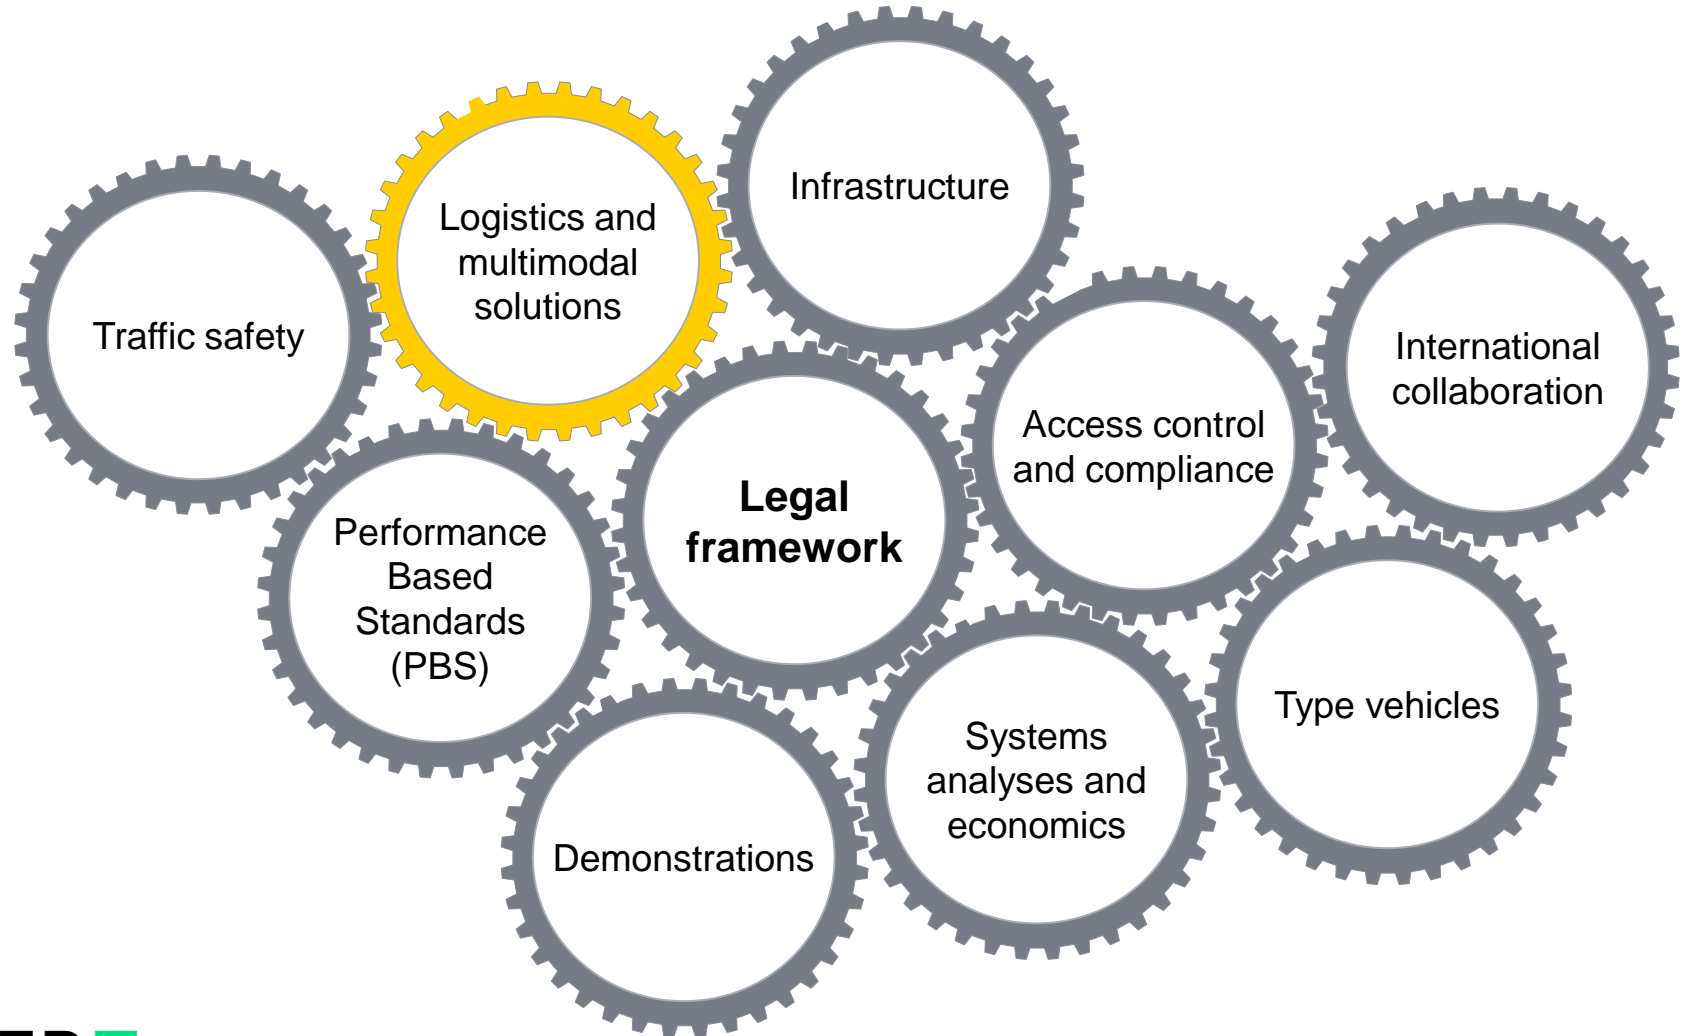 Infrastructure
Logistics and
multimodal
solutions
Traffic safety
International
collaboration
Access control
and compliance
Legal
framework
Performance
Based
Standards
(PBS)
Type vehicles
Systems
analyses and
economics
Demonstrations